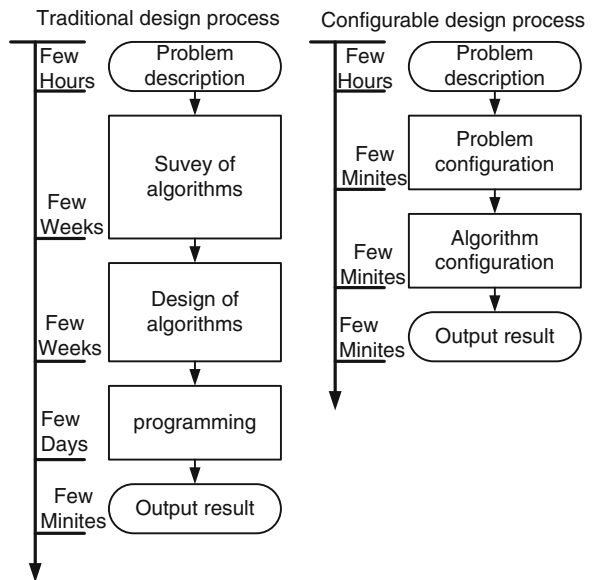 Traditional design process
Few
Hours
Problem
description
Suvey of
algorithms
Few
Weeks
Design of
algorithms
Few
Weeks
programming
Few
Days
Output result
Few
Minites
Configurable design process
Few
Hours
Problem
description
Problem
configuration
Few
Minites
Algorithm
configuration
Few
Minites
Output result
Few
Minites